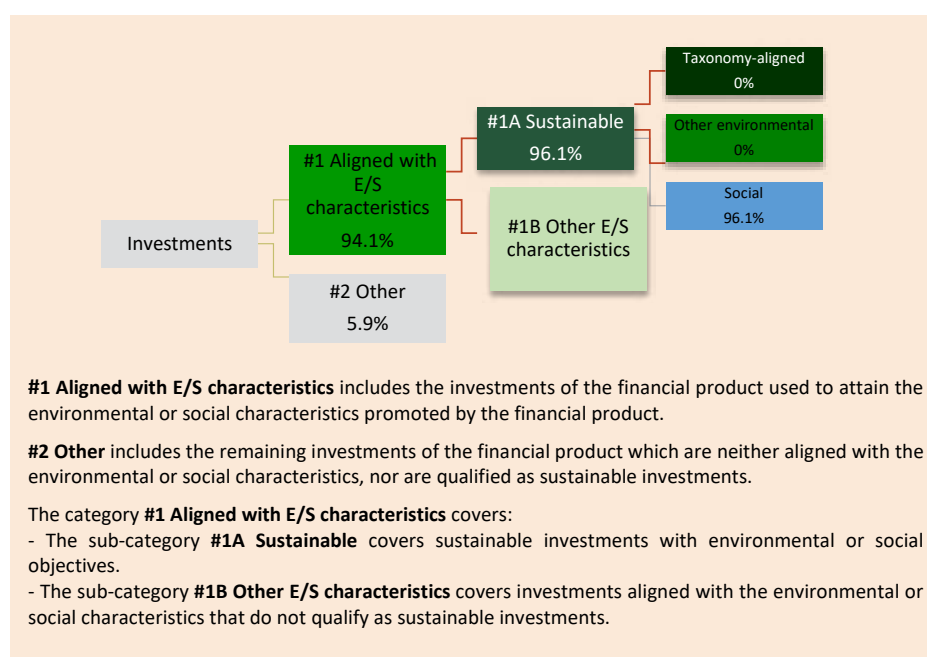 Taxonomy-aligned
0%
#1A Sustainable
96.1%
Other environmental
0%
#1 Aligned with
E/S
characteristics
94.1%
Social
96.1%
#1B Other E/S
characteristics
Investments
#2 Other
5.9%
#1 Aligned with E/S characteristics includes the investments of the financial product used to attain the
environmental or social characteristics promoted by the financial product.
#2 Other includes the remaining investments of the financial product which are neither aligned with the
environmental or social characteristics, nor are qualified as sustainable investments.
The category #1 Aligned with E/S characteristics covers:
- The sub-category #1A Sustainable covers sustainable investments with environmental or social
objectives.
- The sub-category #1B Other E/S characteristics covers investments aligned with the environmental or
social characteristics that do not qualify as sustainable investments.